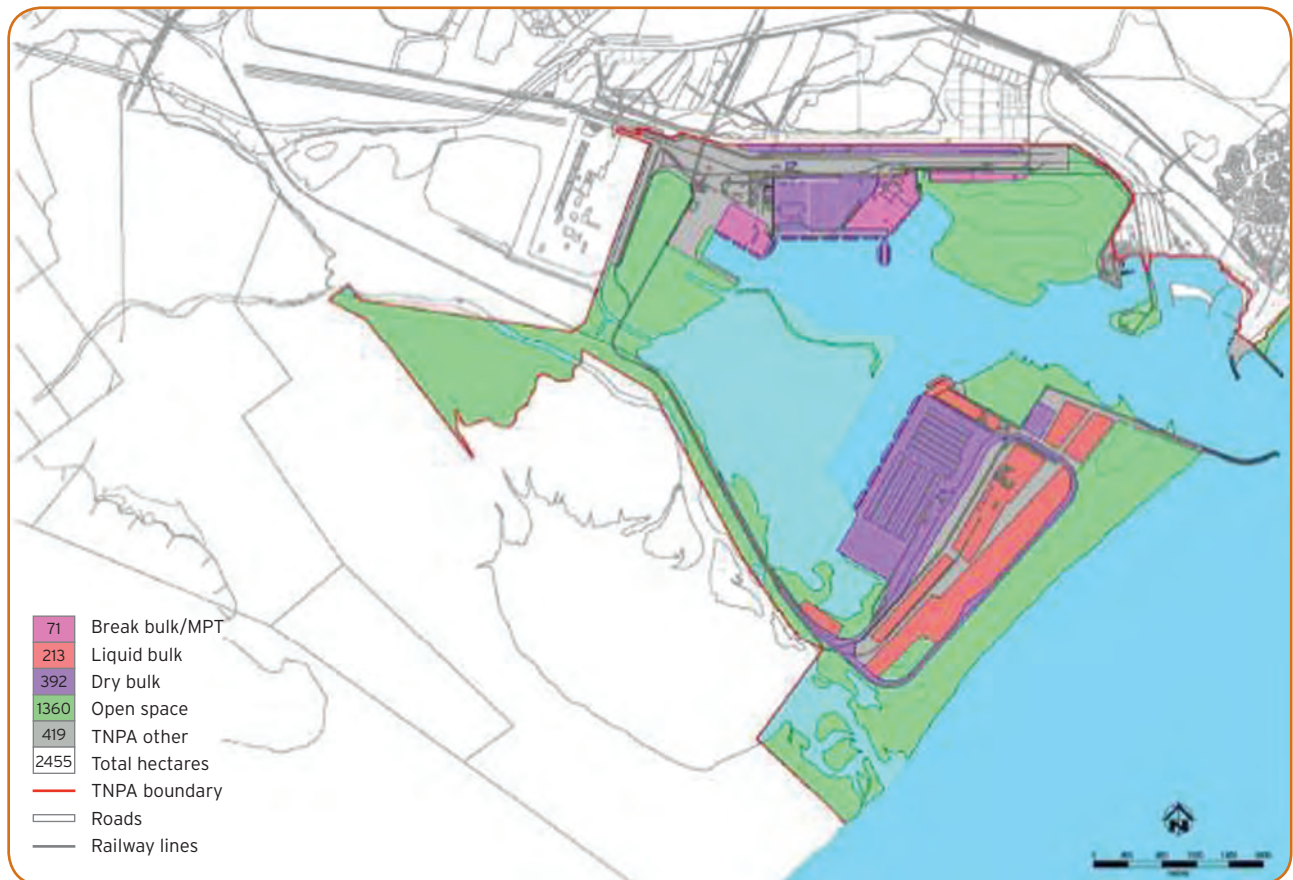 71 Break bulk/MPT
213 Liquid bulk
392 Dry bulk
1360 Open space
419 TNPA other
2455 Total hectares
TNPA boundary
Roads
Railway lines
N